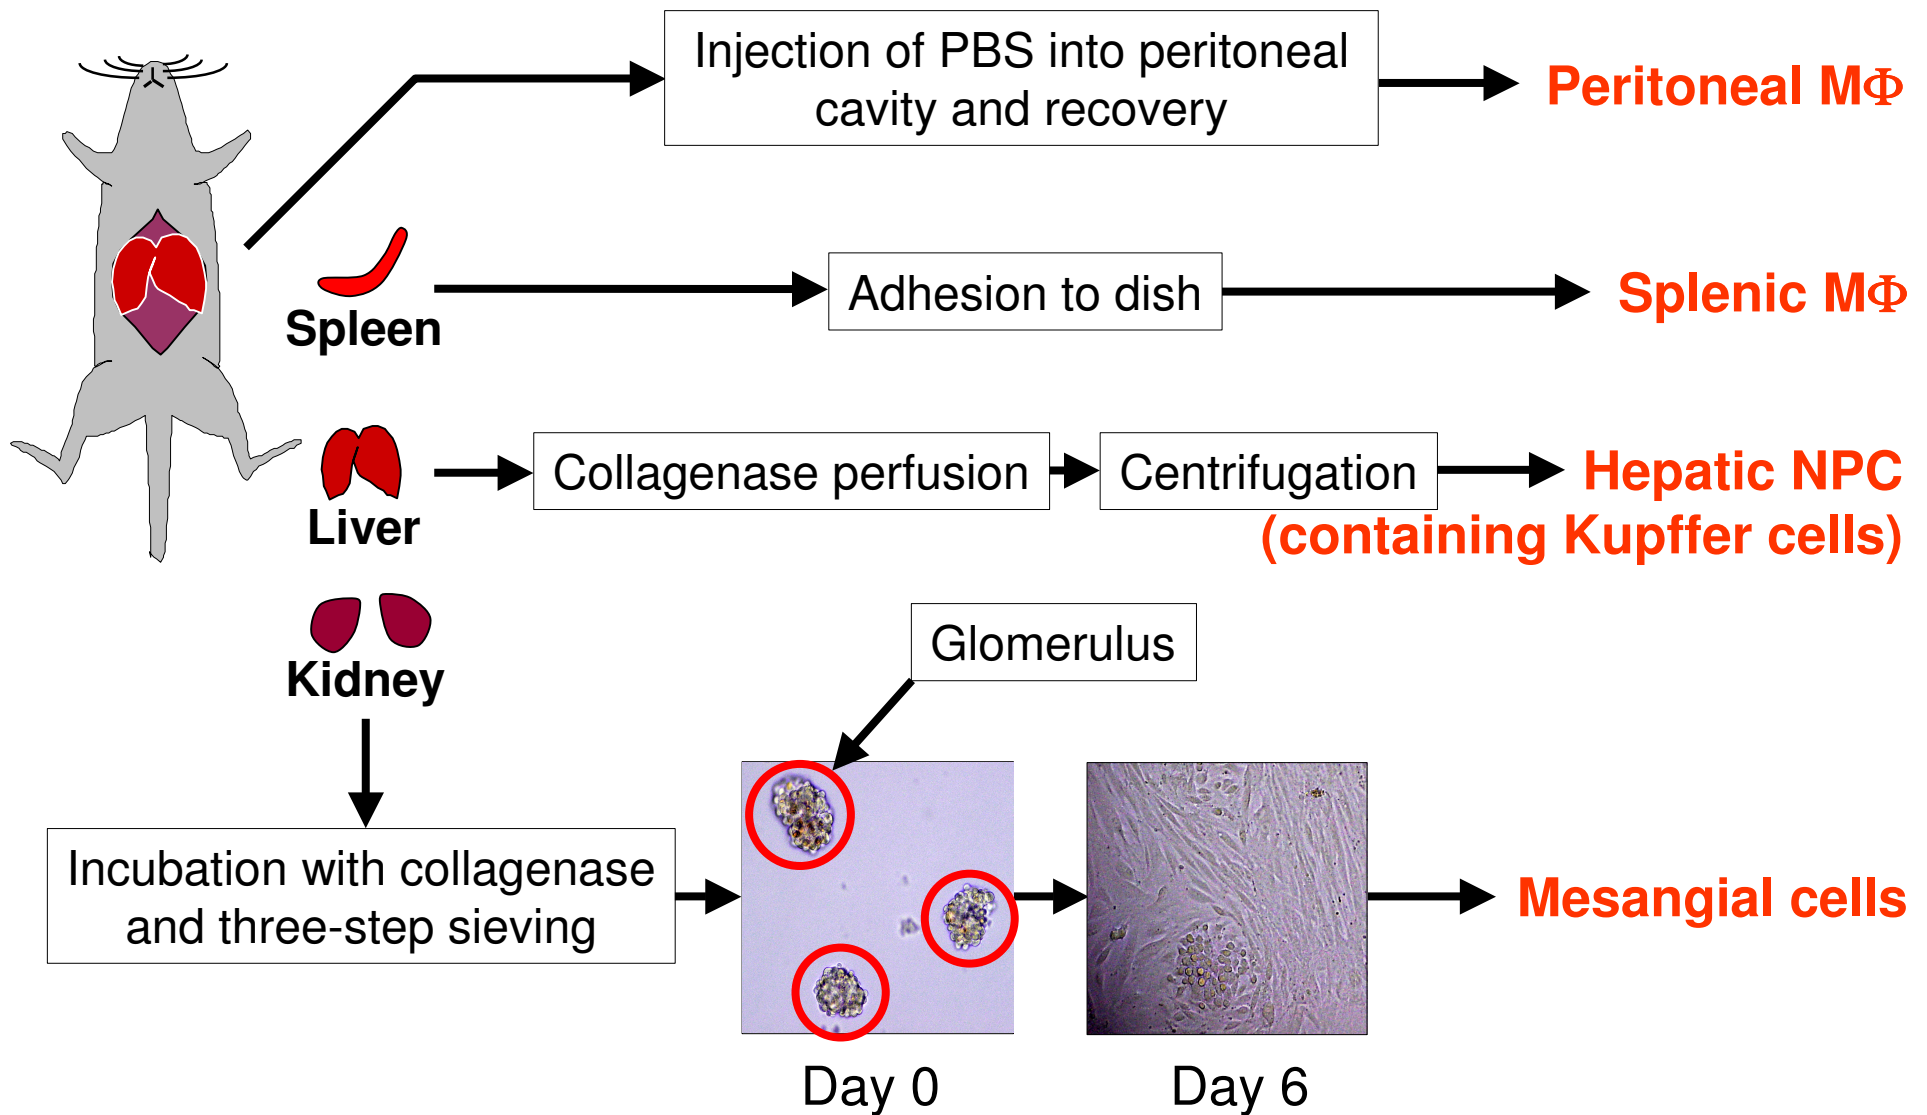 Injection of PBS into peritoneal
cavity and recovery
Peritoneal MΦ
Spleen
Adhesion to dish
Splenic MΦ
Liver
Collagenase perfusion
Centrifugation
Hepatic NPC
(containing Kupffer cells)
Kidney
Glomerulus
Incubation with collagenase
and three-step sieving
Mesangial cells
Day 0
Day 6